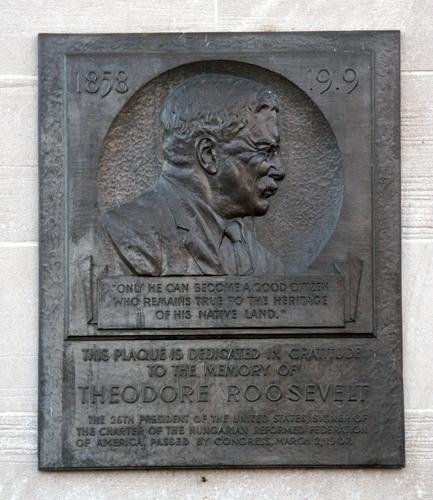 1858 1919
"ONLY HE CAN BECOME A GOOD CITIZEN
WHO REMAINS TRUE TO THE HERITAGE
OF HIS NATIVE LAND."
THIS PLAQUE IS DEDICATED IN GRATITUDE
TO THE MEMORY OF
THEODORE ROOSEVELT
THE 26TH PRESIDENT OF THE UNITED STATES, SIGNER OF
THE CHARTER OF THE HUNGARIAN REFORMED FEDERATION
OF AMERICA, PASSED BY CONGRESS, MARCH 2, 1907.